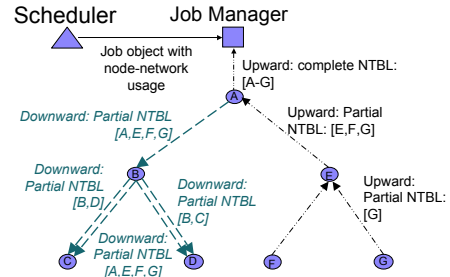 Scheduler
Job Manager
Job object with
node-network
usage
Upward: complete NTBL:
[A-G]
A
Downward: Partial NTBL
[A,E,F,G]
Upward: Partial
NTBL: [E,F,G]
B
E
Downward:
Partial NTBL
[B,D]
Downward:
Partial NTBL
[B,C]
Upward:
Partial NTBL:
[G]
C
Downward:
Partial NTBL
[A,E,F,G]
D
F
G